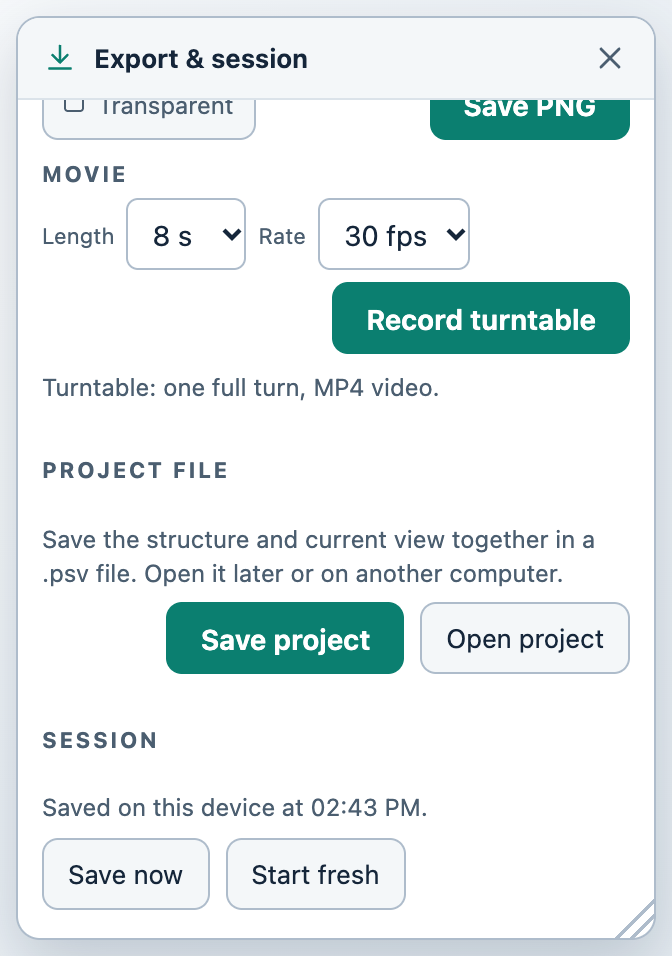 Export & session
Transparent
Save PNG
MOVIE
Length 8 s Rate 30 fps
Record turntable
Turntable: one full turn, MP4 video.
PROJECT FILE
Save the structure and current view together in a
.psv file. Open it later or on another computer.
Save project Open project
SESSION
Saved on this device at 02:43 PM.
Save now Start fresh